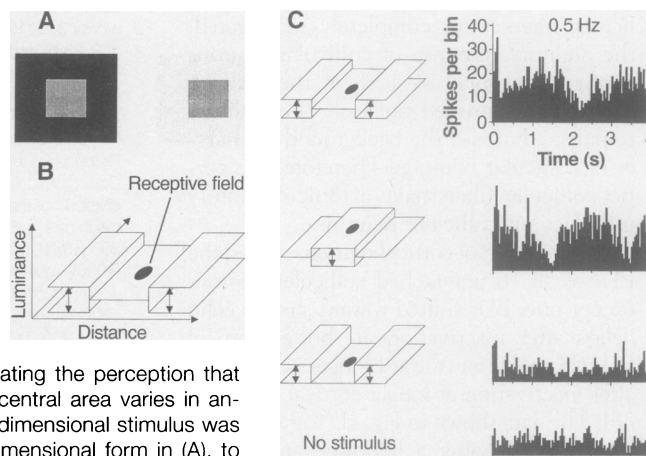 A
B
Receptive field
Luminance
Distance
ating the perception that
central area varies in an-
dimensional stimulus was
mensional form in (A), to
C
0.5 Hz
Spikes per bin
40
30
20
10
0
0 1 2 3 4
Time (s)
No stimulus